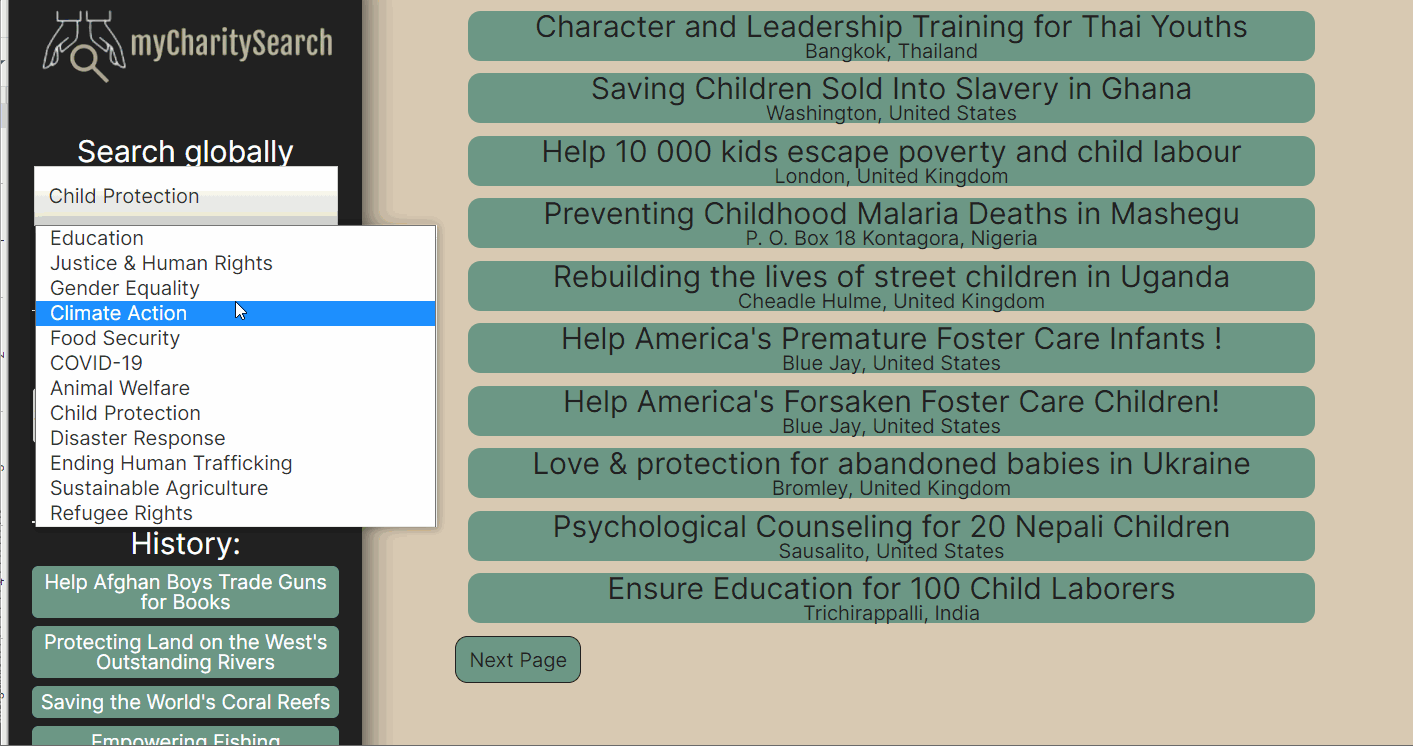 myCharitySearch
Search globally
Child Protection
Education
Justice & Human Rights
Gender Equality
Climate Action
Food Security
COVID-19
Animal Welfare
Child Protection
Disaster Response
Ending Human Trafficking
Sustainable Agriculture
Refugee Rights
History:
Help Afghan Boys Trade Guns
for Books
Protecting Land on the West's
Outstanding Rivers
Saving the World's Coral Reefs
Empowering Fishing
Character and Leadership Training for Thai Youths
Bangkok, Thailand
Saving Children Sold Into Slavery in Ghana
Washington, United States
Help 10 000 kids escape poverty and child labour
London, United Kingdom
Preventing Childhood Malaria Deaths in Mashegu
P. O. Box 18 Kontagora, Nigeria
Rebuilding the lives of street children in Uganda
Cheadle Hulme, United Kingdom
Help America's Premature Foster Care Infants !
Blue Jay, United States
Help America's Forsaken Foster Care Children!
Blue Jay, United States
Love & protection for abandoned babies in Ukraine
Bromley, United Kingdom
Psychological Counseling for 20 Nepali Children
Sausalito, United States
Ensure Education for 100 Child Laborers
Trichirappalli, India
Next Page